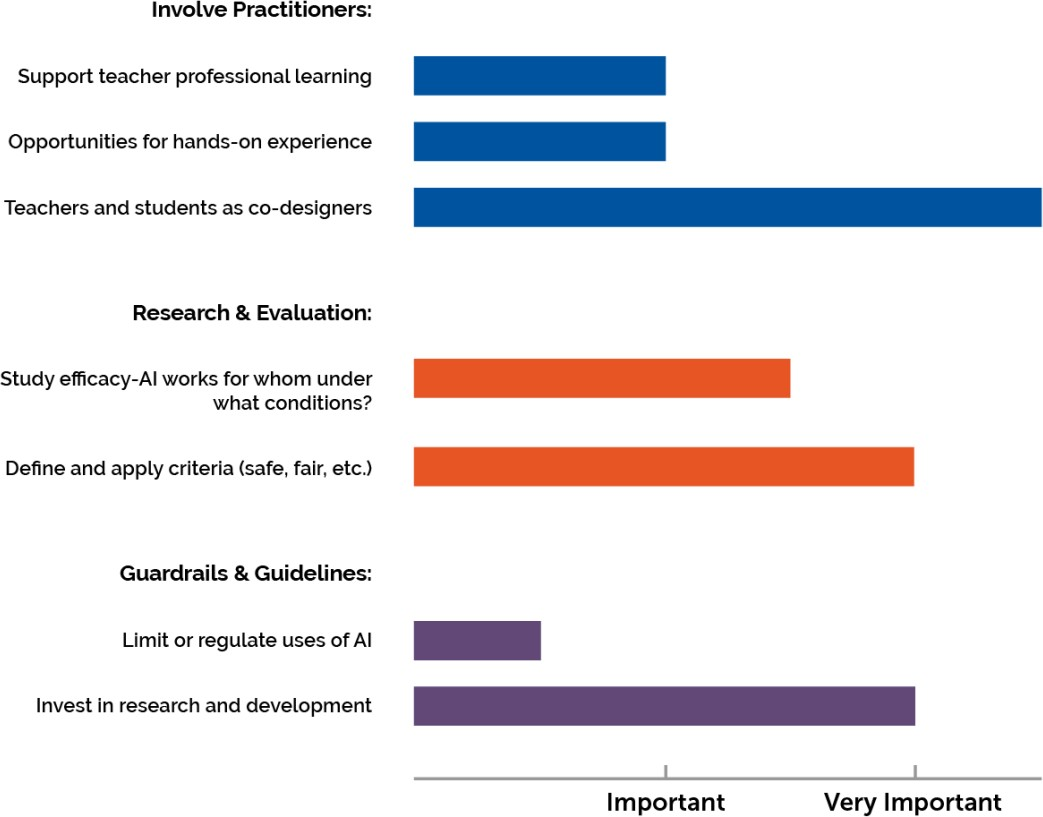 Involve Practitioners:
Support teacher professional learning
Opportunities for hands-on experience
Teachers and students as co-designers
Research & Evaluation:
Study efficacy-AI works for whom under
what conditions?
Define and apply criteria (safe, fair, etc.)
Guardrails & Guidelines:
Limit or regulate uses of AI
Invest in research and development
Important
Very Important